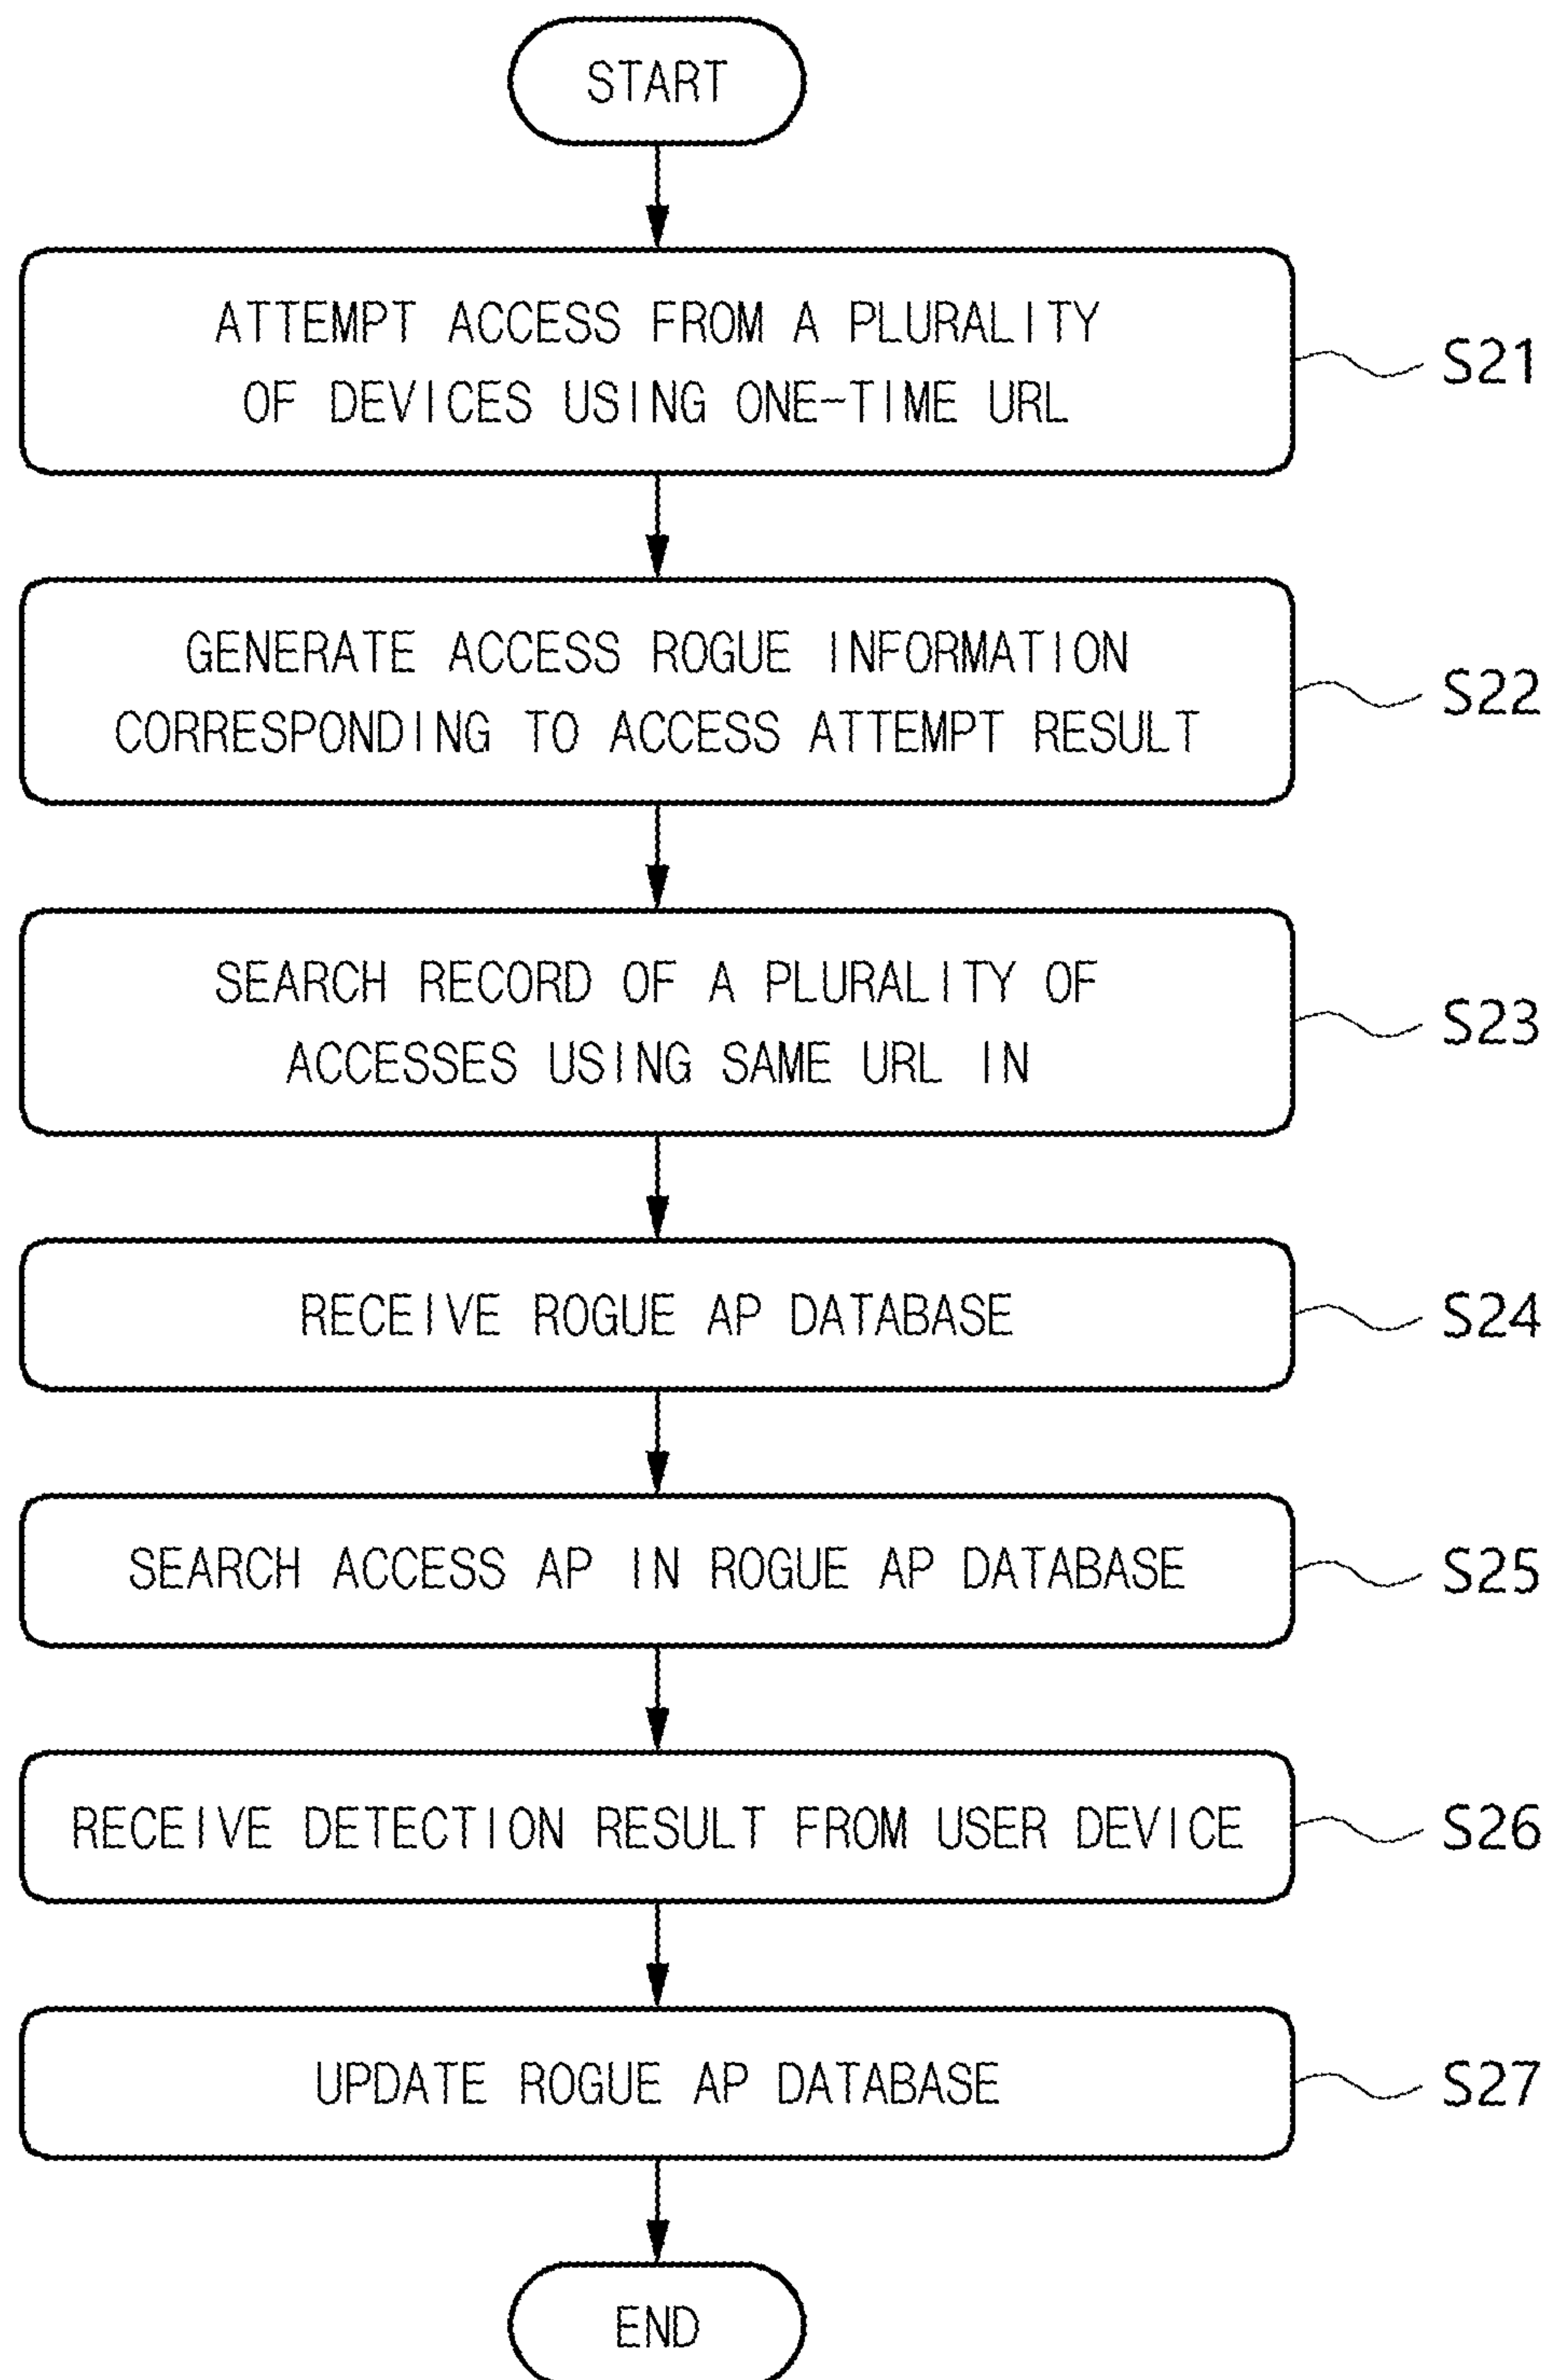 START
ATTEMPT ACCESS FROM A PLURALITY
OF DEVICES USING ONE-TIME URL
S21
GENERATE ACCESS ROGUE INFORMATION
CORRESPONDING TO ACCESS ATTEMPT RESULT
S22
SEARCH RECORD OF A PLURALITY OF
ACCESSES USING SAME URL IN
S23
RECEIVE ROGUE AP DATABASE
S24
SEARCH ACCESS AP IN ROGUE AP DATABASE
S25
RECEIVE DETECTION RESULT FROM USER DEVICE
S26
UPDATE ROGUE AP DATABASE
S27
END